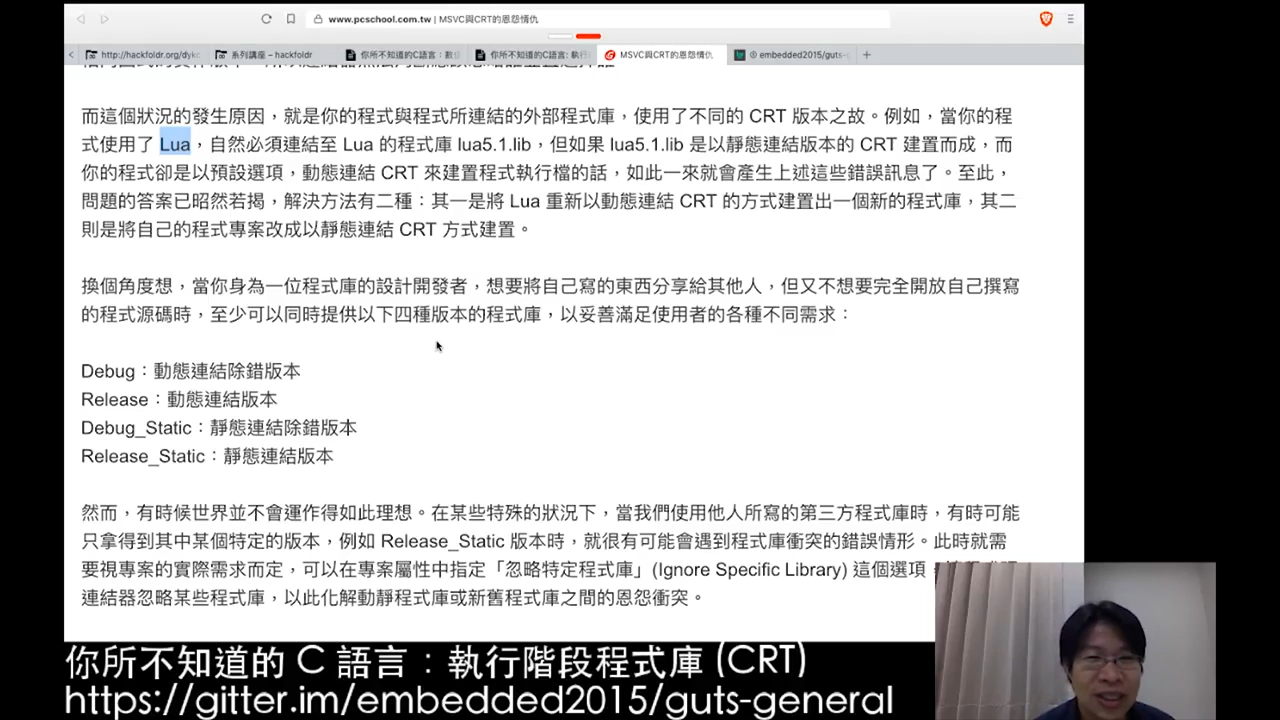 www.pcschool.com.tw | MSVC與CRT的恩怨情仇
http://hackfoldr.org/dykc
系列講座 – hackfoldr
你所不知道的C語言：數值
你所不知道的C語言: 執行
MSVC與CRT的恩怨情仇
embedded2015/guts-
而這個狀況的發生原因，就是你的程式與程式所連結的外部程式庫，使用了不同的 CRT 版本之故。例如，當你的程
式使用了 Lua，自然必須連結至 Lua 的程式庫 lua5.1.lib，但如果 lua5.1.lib 是以靜態連結版本的 CRT 建置而成，而
你的程式卻是以預設選項，動態連結 CRT 來建置程式執行檔的話，如此一來就會產生上述這些錯誤訊息了。至此，
問題的答案已昭然若揭，解決方法有二種：其一是將 Lua 重新以動態連結 CRT 的方式建置出一個新的程式庫，其二
則是將自己的程式專案改成以靜態連結 CRT 方式建置。
換個角度想，當你身為一位程式庫的設計開發者，想要將自己寫的東西分享給其他人，但又不想要完全開放自己撰寫
的程式源碼時，至少可以同時提供以下四種版本的程式庫，以妥善滿足使用者的各種不同需求：
Debug：動態連結除錯版本
Release：動態連結版本
Debug_Static：靜態連結除錯版本
Release_Static：靜態連結版本
然而，有時候世界並不會運作得如此理想。在某些特殊的狀況下，當我們使用他人所寫的第三方程式庫時，有時可能
只拿得到其中某個特定的版本，例如 Release_Static 版本時，就很有可能會遇到程式庫衝突的錯誤情形。此時就需
要視專案的實際需求而定，可以在專案屬性中指定「忽略特定程式庫」(Ignore Specific Library) 這個選項，
連結器忽略某些程式庫，以此化解動靜程式庫或新舊程式庫之間的恩怨衝突。
你所不知道的 C 語言：執行階段程式庫 (CRT)
https://gitter.im/embedded2015/guts-general